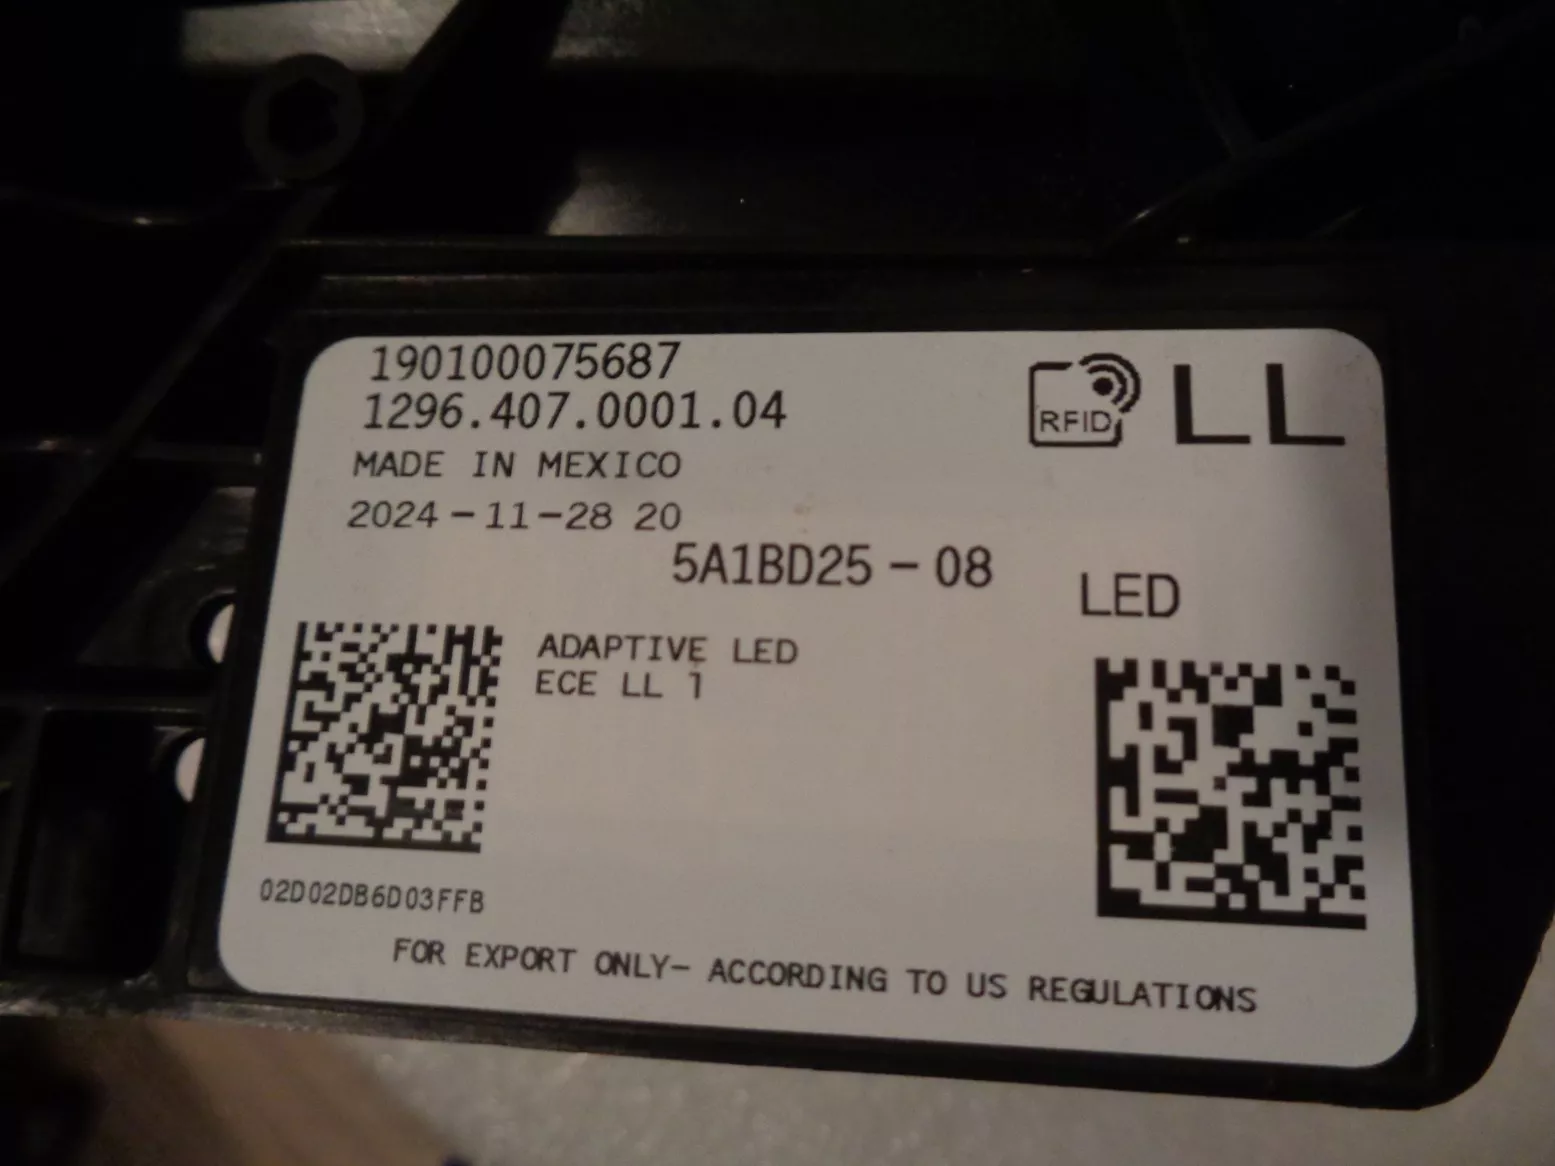 190100075687
1296.407.0001.04
RFID
LL
MADE IN MEXICO
2024-11-28 20
5A1BD25-08
LED
ADAPTIVE LED
ECE LL 1
02D02DB6D03FFB
FOR EXPORT ONLY- ACCORDING TO US REGULATIONS